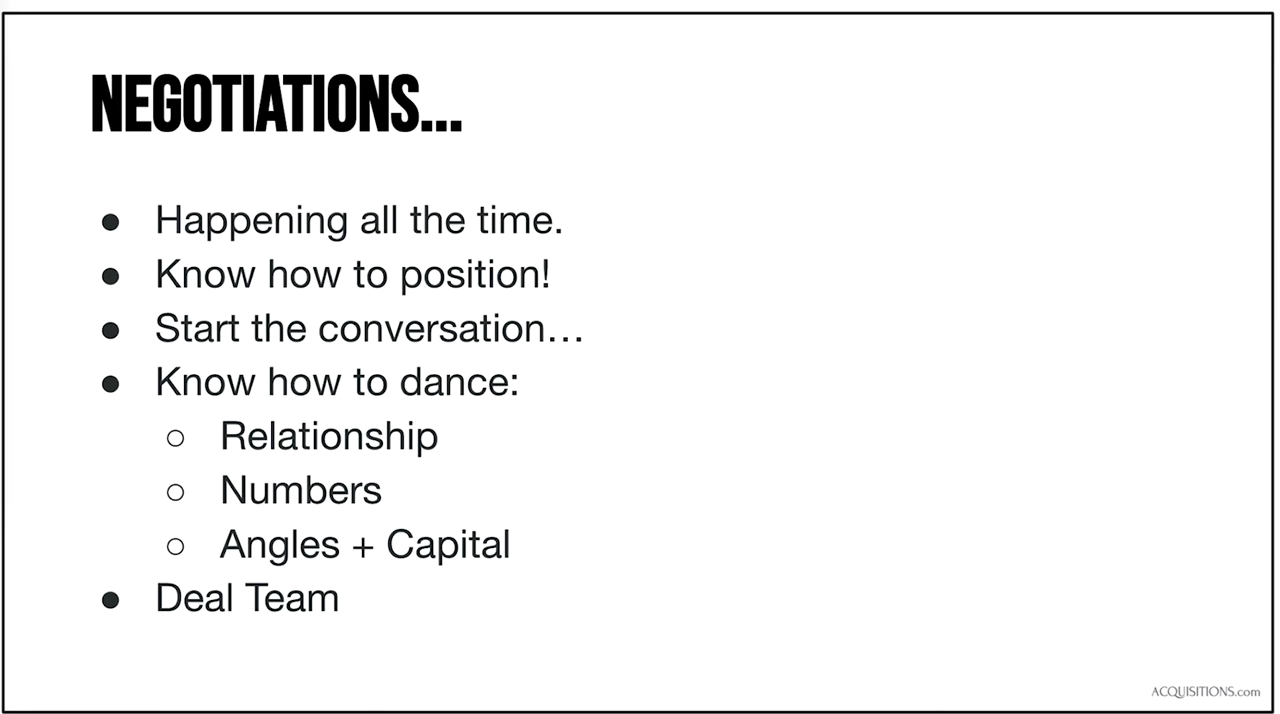 NEGOTIATIONS...
● Happening all the time.
● Know how to position!
● Start the conversation…
● Know how to dance:
○ Relationship
○ Numbers
○ Angles + Capital
● Deal Team
ACQUISITIONS.com